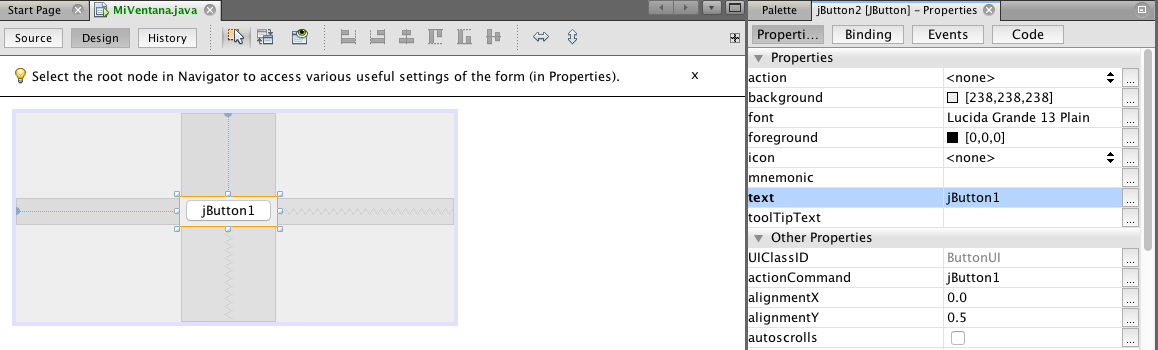 Start Page MiVentana.java
Source Design History
Select the root node in Navigator to access various useful settings of the form (in Properties). x
jButton1
Palette jButton2 [JButton] – Properties
Properti... Binding Events Code
Properties
action <none> ...
background [238,238,238] ...
font Lucida Grande 13 Plain ...
foreground [0,0,0] ...
icon <none> ...
mnemonic ...
text jButton1 ...
toolTipText ...
Other Properties
UIClassID ButtonUI ...
actionCommand jButton1 ...
alignmentX 0.0 ...
alignmentY 0.5 ...
autoscrolls ...